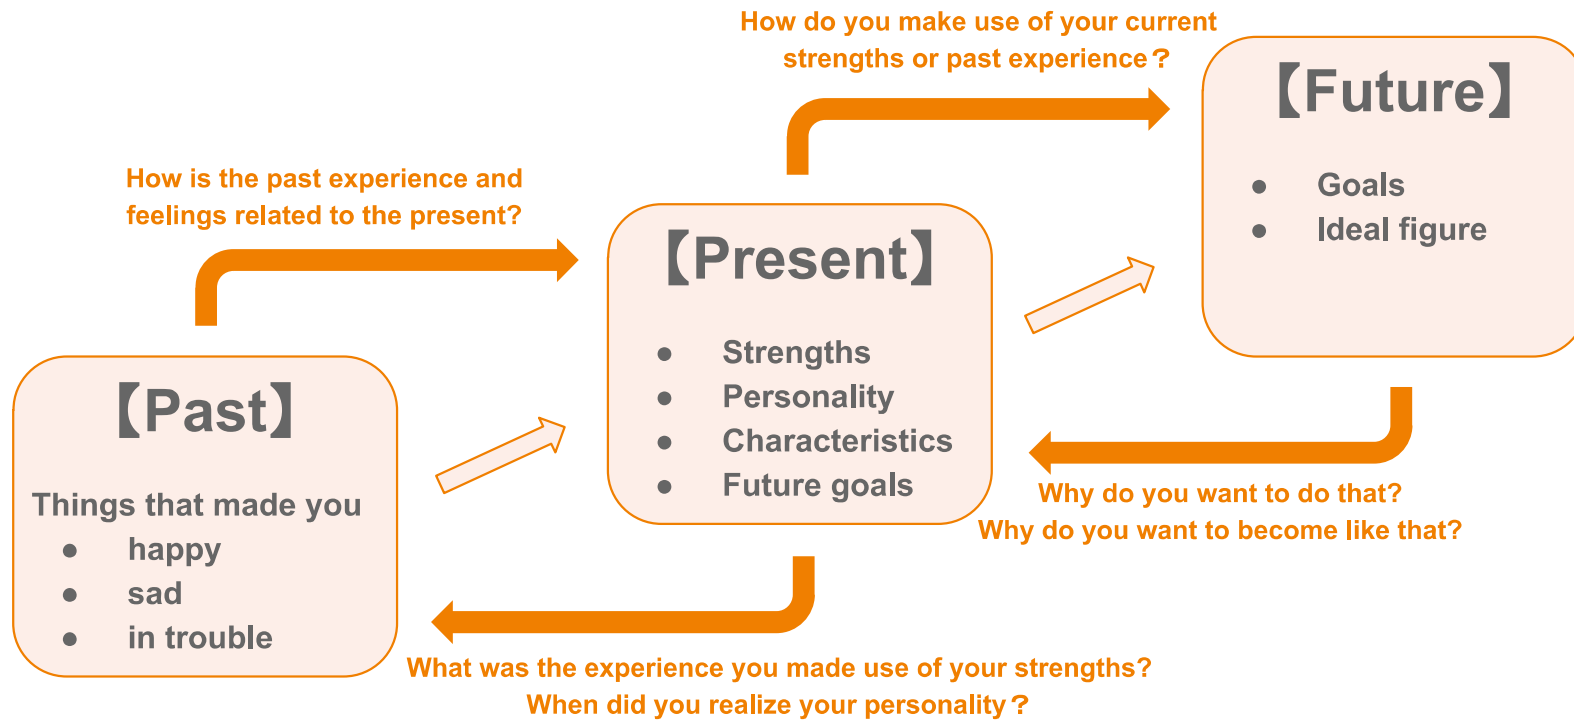 How do you make use of your current
strengths or past experience？
【Future】
● Goals
● Ideal figure
How is the past experience and
feelings related to the present?
【Present】
● Strengths
● Personality
● Characteristics
● Future goals
【Past】
Things that made you
● happy
● sad
● in trouble
Why do you want to do that?
Why do you want to become like that?
What was the experience you made use of your strengths?
When did you realize your personality？